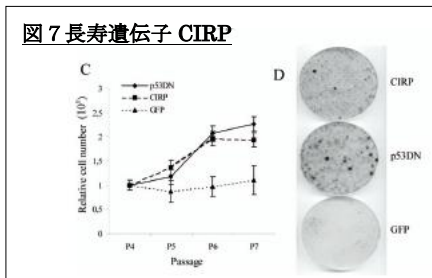 図 7 長寿遺伝子 CIRP
C
p53DN
CIRP
GFP
Relative cell number (10⁵)
3
2,5
2
1,5
1
0,5
0
P4 P5 P6 P7
Passage
D
CIRP
p53DN
GFP